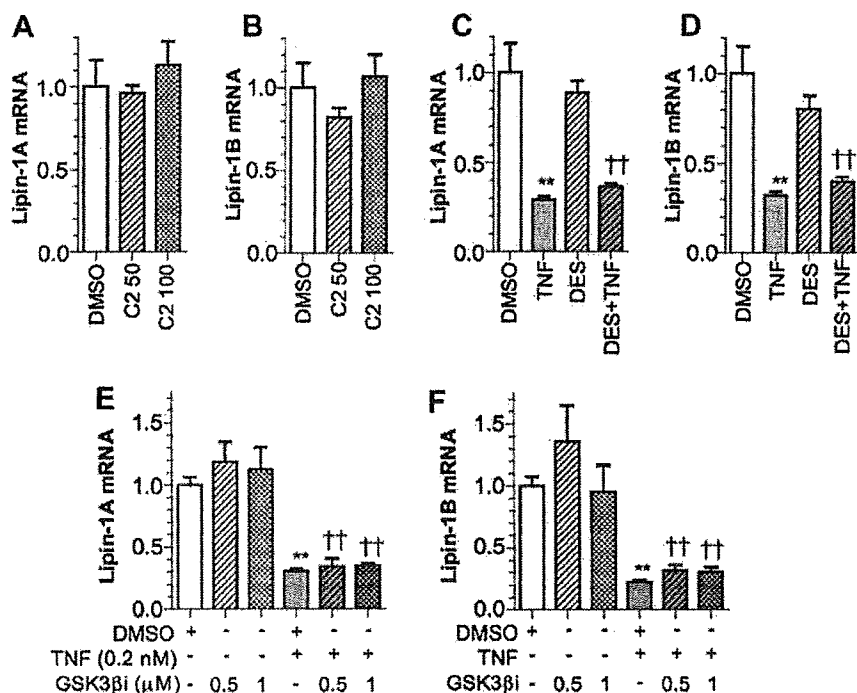 A B C D
Lipin-1A mRNA
1.0
0.5
0.0
DMSO
C2 50
C2 100
Lipin-1B mRNA
1.0
0.5
0.0
DMSO
C2 50
C2 100
Lipin-1A mRNA
1.0
0.5
0.0
** ††
DMSO
TNF
DES
DES+TNF
Lipin-1B mRNA
1.0
0.5
0.0
** ††
DMSO
TNF
DES
DES+TNF
E F
Lipin-1A mRNA
1.5
1.0
0.5
0.0
** †† ††
DMSO + - - + - -
TNF (0.2 nM) - - - + + +
GSK3βi (μM) - 0.5 1 - 0.5 1
Lipin-1B mRNA
1.5
1.0
0.5
0.0
** †† ††
DMSO + - - + - -
TNF - - - + + +
GSK3βi - 0.5 1 - 0.5 1